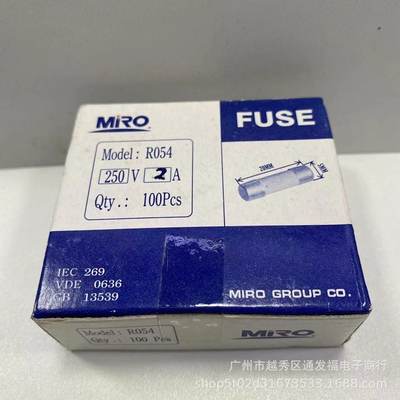 MIRO
Model: R054
250 V 2 A
Qty.: 100Pcs
FUSE
20MM
5MM
IEC 269
VDE 0636
GB 13539
MIRO GROUP CO.
Model: R054
Qty : 100 Pcs
MIRO
广州市越秀区通发福电子商行
shop5t02d31673533.1688.com